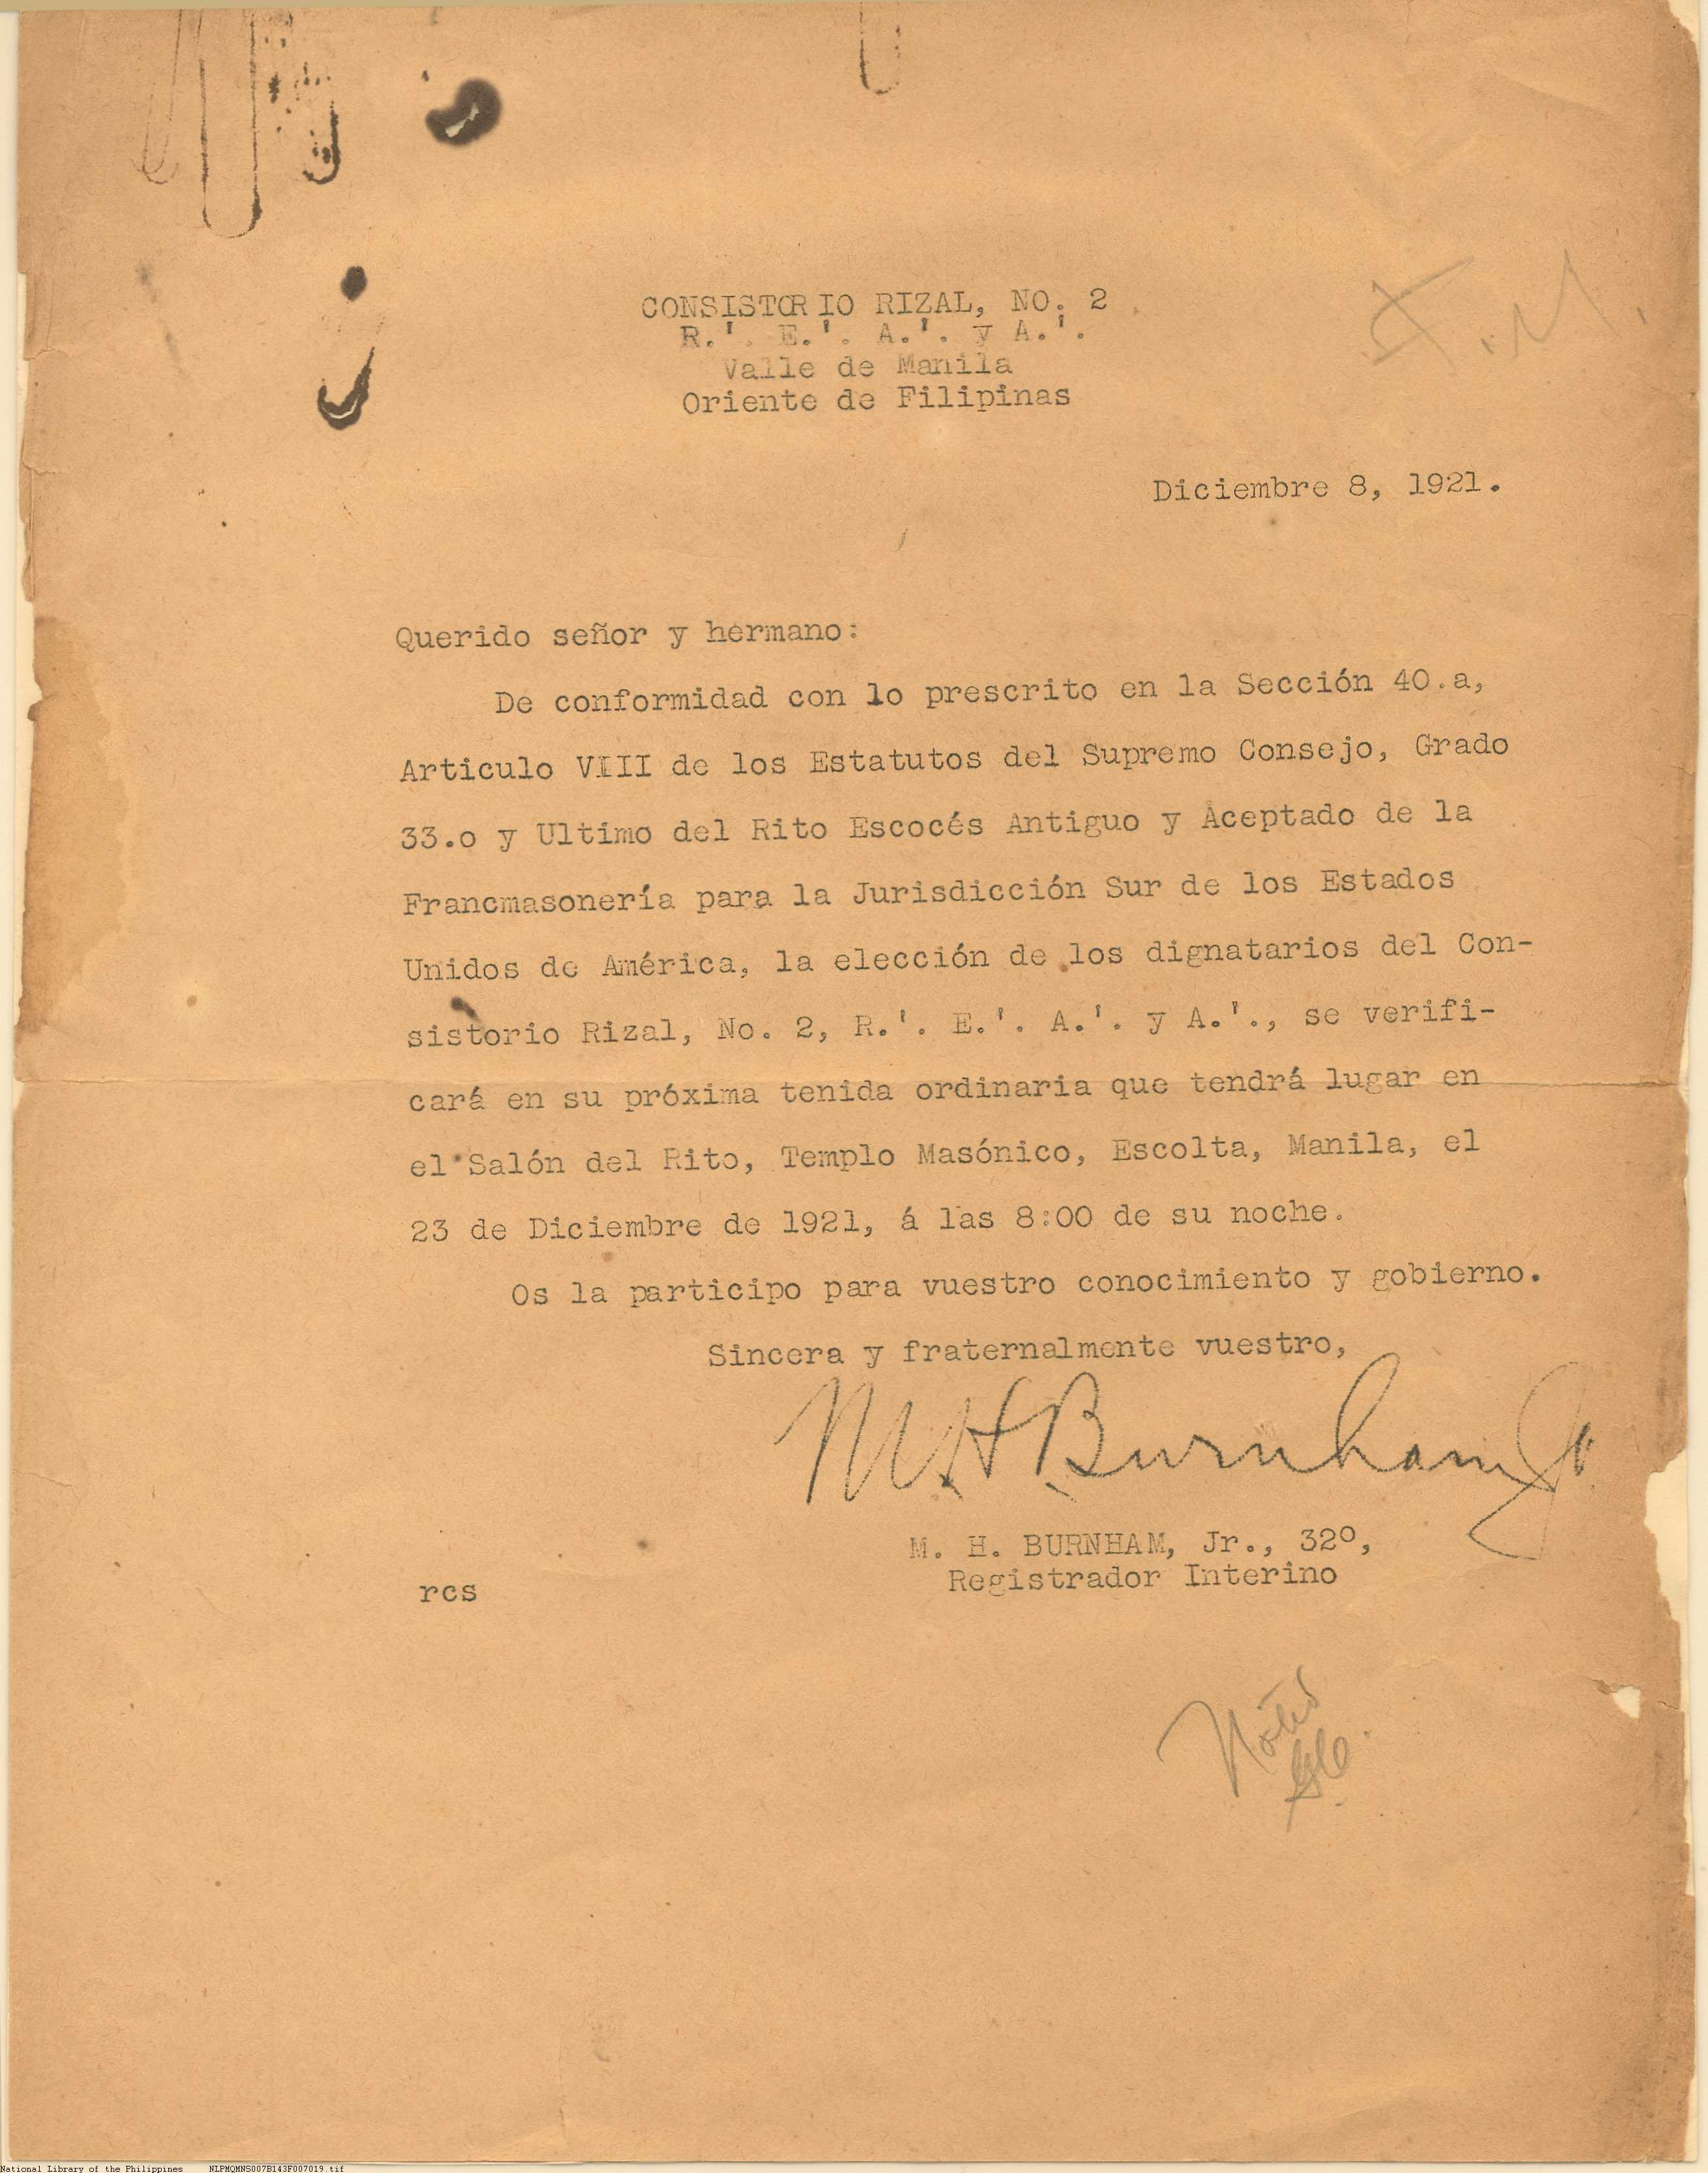 F. M.
CONSISTORIO RIZAL, NO. 2
R.'. E.'. A.'. y A.'.
Valle de Manila
Oriente de Filipinas
Diciembre 8, 1921.
Querido señor y hermano:
De conformidad con lo prescrito en la Sección 40.a,
Articulo VIII de los Estatutos del Supremo Consejo, Grado
33.o y Ultimo del Rito Escocés Antiguo y Aceptado de la
Francmasonería para la Jurisdicción Sur de los Estados
Unidos de América, la elección de los dignatarios del Con-
sistorio Rizal, No. 2, R.'. E.'. A.'. y A.'., se verifi-
cará en su próxima tenida ordinaria que tendrá lugar en
el Salón del Rito, Templo Masónico, Escolta, Manila, el
23 de Diciembre de 1921, á las 8:00 de su noche.
Os la participo para vuestro conocimiento y gobierno.
Sincera y fraternalmente vuestro,
M. H. Burnham Jr.
M. H. BURNHAM, Jr., 32º,
Registrador Interino
rcs
Noted
National Library of the Philippines NLPMQMNS007B143F007019.tif